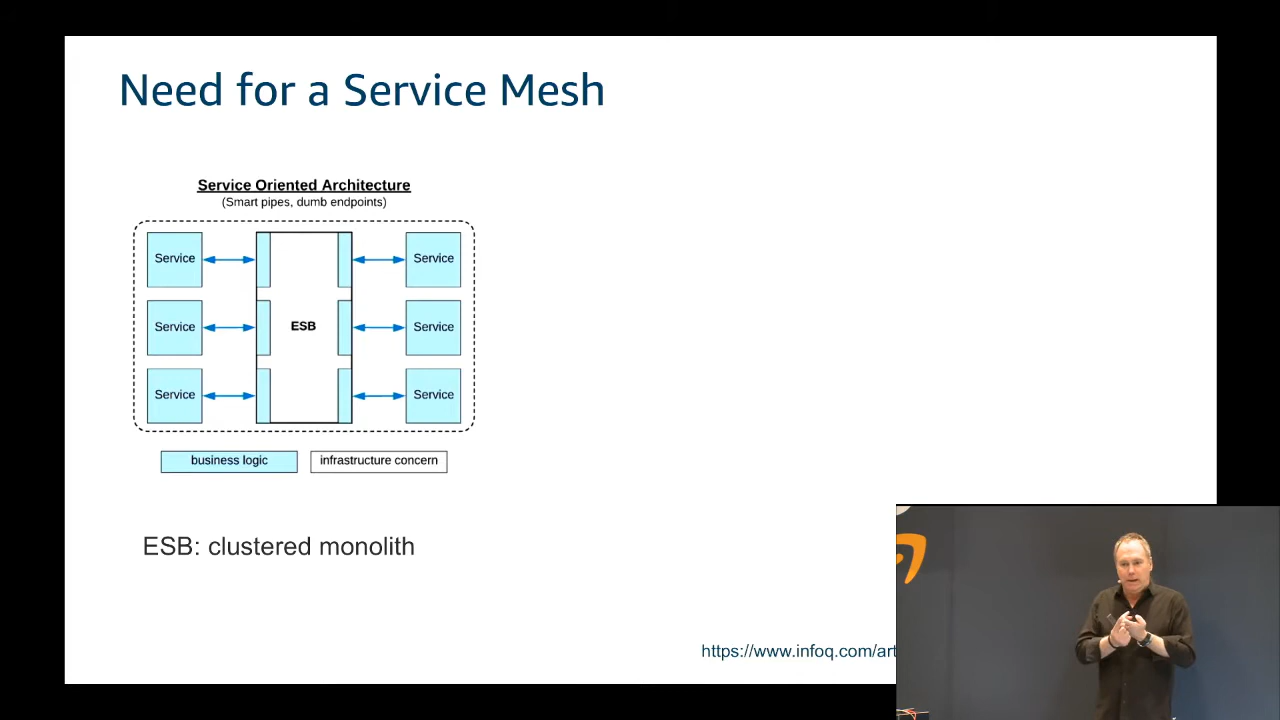 Need for a Service Mesh
Service Oriented Architecture
(Smart pipes, dumb endpoints)
Service
Service
Service
ESB
Service
Service
Service
business logic
infrastructure concern
ESB: clustered monolith
https://www.infoq.com/art